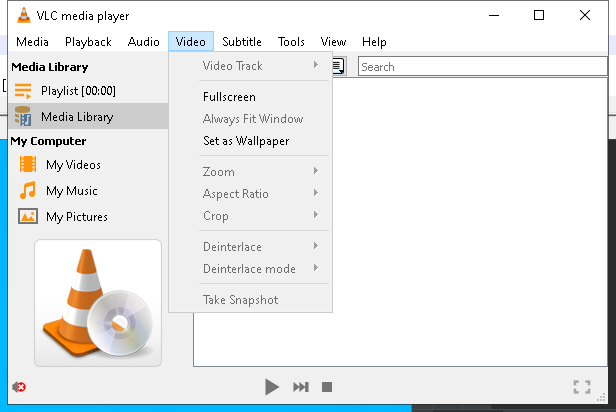 VLC media player
Media Playback Audio Video Subtitle Tools View Help
Media Library
Playlist [00:00]
Media Library
My Computer
My Videos
My Music
My Pictures
Video Track
Fullscreen
Always Fit Window
Set as Wallpaper
Zoom
Aspect Ratio
Crop
Deinterlace
Deinterlace mode
Take Snapshot
Search